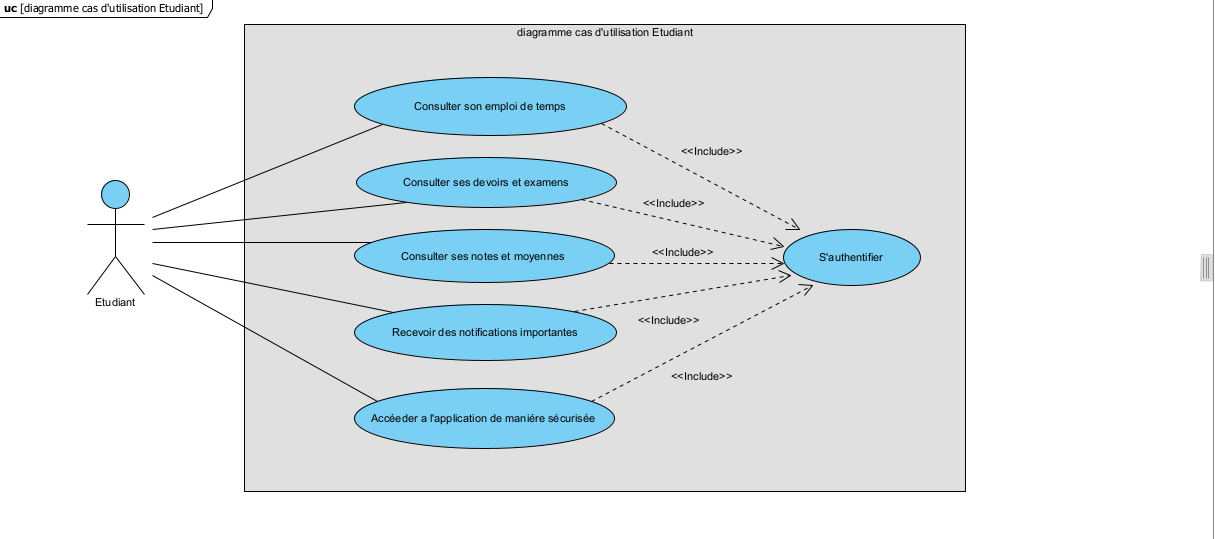 uc [diagramme cas d'utilisation Etudiant]
diagramme cas d'utilisation Etudiant
Consulter son emploi de temps
<<Include>>
Consulter ses devoirs et examens
<<Include>>
Consulter ses notes et moyennes
<<Include>>
S'authentifier
Etudiant
Recevoir des notifications importantes
<<Include>>
<<Include>>
Accéeder a l'application de maniére sécurisée